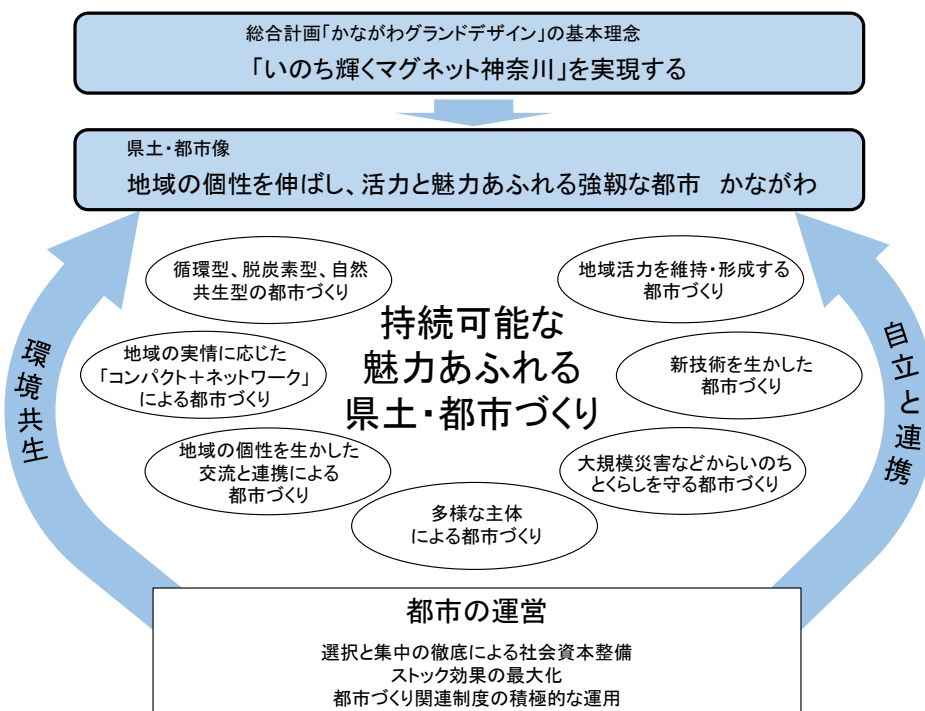 総合計画「かながわグランドデザイン」の基本理念
「いのち輝くマグネット神奈川」を実現する
県土・都市像
地域の個性を伸ばし、活力と魅力あふれる強靱な都市　かながわ
循環型、脱炭素型、自然
共生型の都市づくり
地域活力を維持・形成する
都市づくり
持続可能な
魅力あふれる
県土・都市づくり
環境共生
自立と連携
地域の実情に応じた
「コンパクト＋ネットワーク」
による都市づくり
新技術を生かした
都市づくり
地域の個性を生かした
交流と連携による
都市づくり
大規模災害などからいのち
とくらしを守る都市づくり
多様な主体
による都市づくり
都市の運営
選択と集中の徹底による社会資本整備
ストック効果の最大化
都市づくり関連制度の積極的な運用